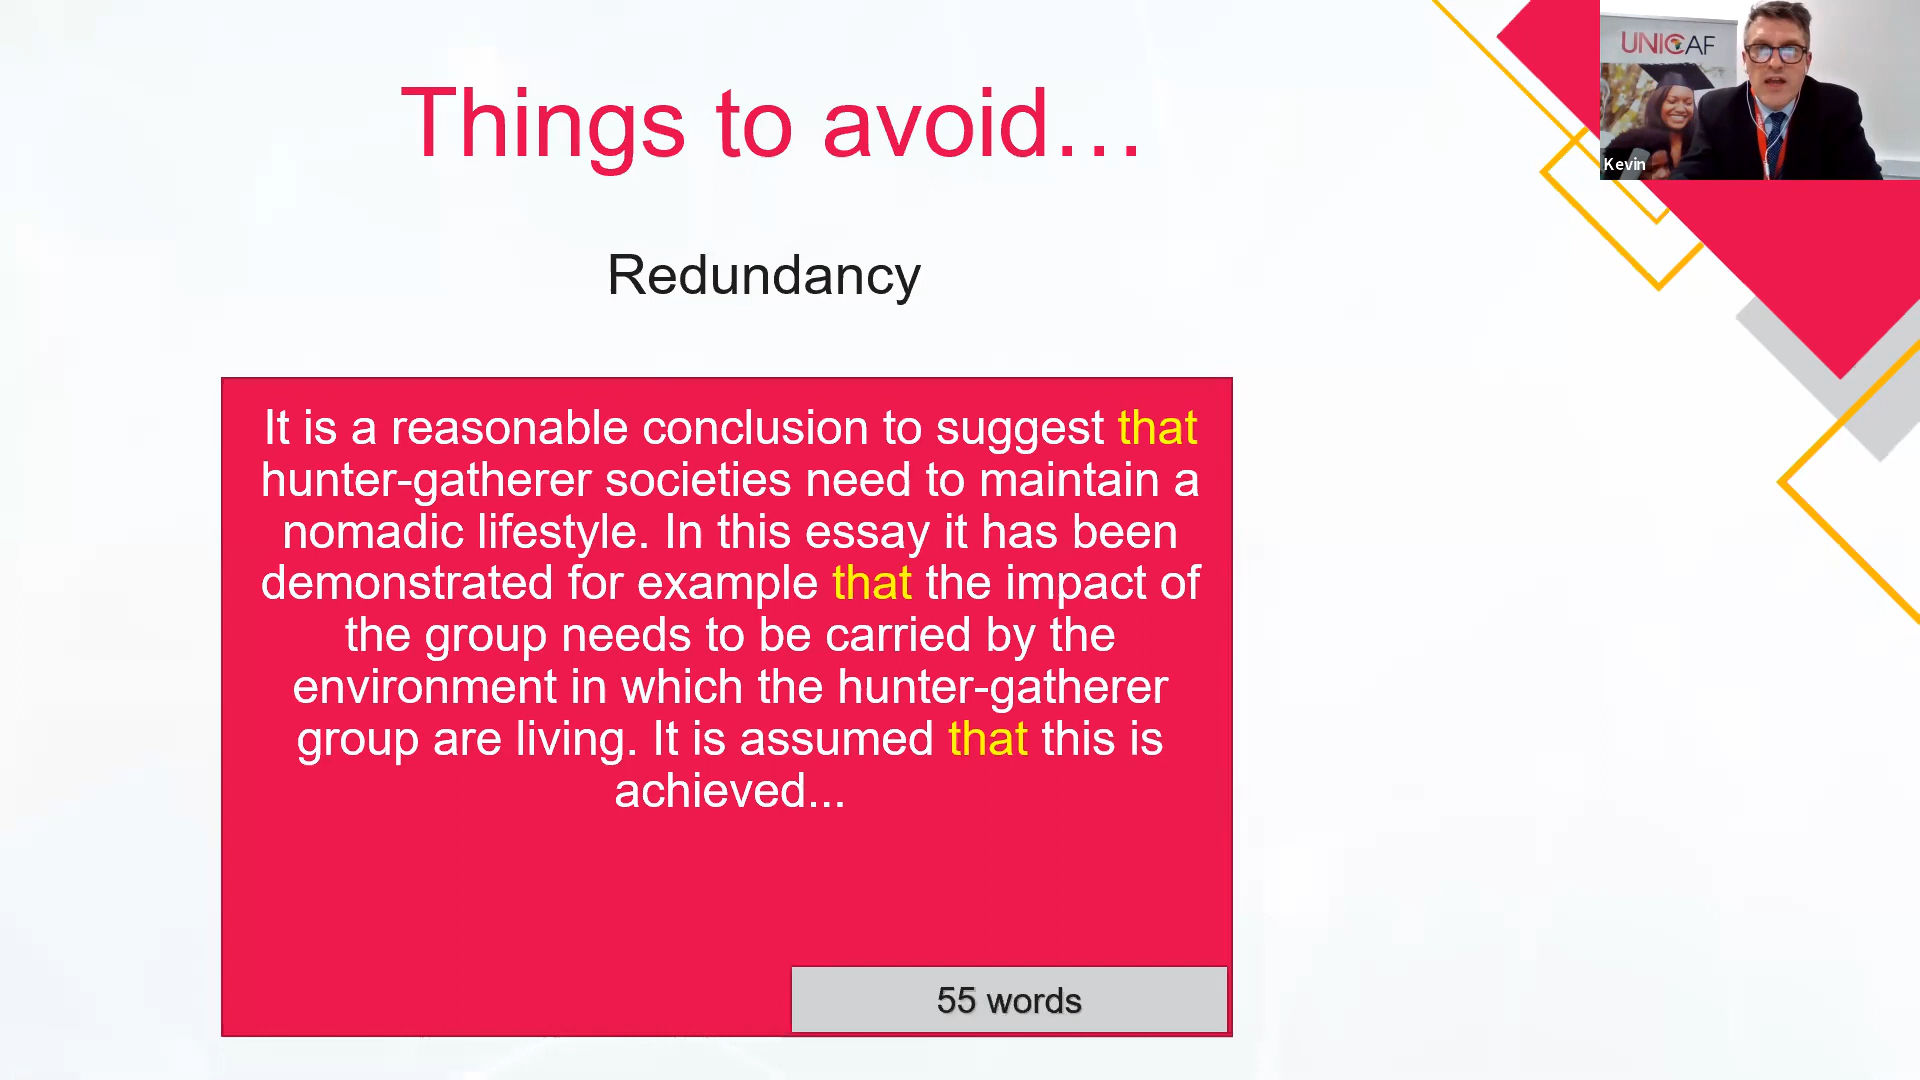 UNICAF
Kevin
Things to avoid...
Redundancy
It is a reasonable conclusion to suggest that
hunter-gatherer societies need to maintain a
nomadic lifestyle. In this essay it has been
demonstrated for example that the impact of
the group needs to be carried by the
environment in which the hunter-gatherer
group are living. It is assumed that this is
achieved...
55 words